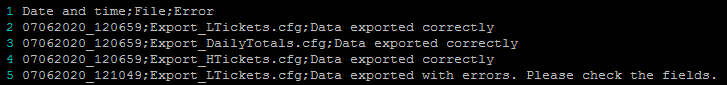 1 Date and time;File;Error
2 07062020_120659;Export_LTickets.cfg;Data exported correctly
3 07062020_120659;Export_DailyTotals.cfg;Data exported correctly
4 07062020_120659;Export_HTickets.cfg;Data exported correctly
5 07062020_121049;Export_LTickets.cfg;Data exported with errors. Please check the fields.